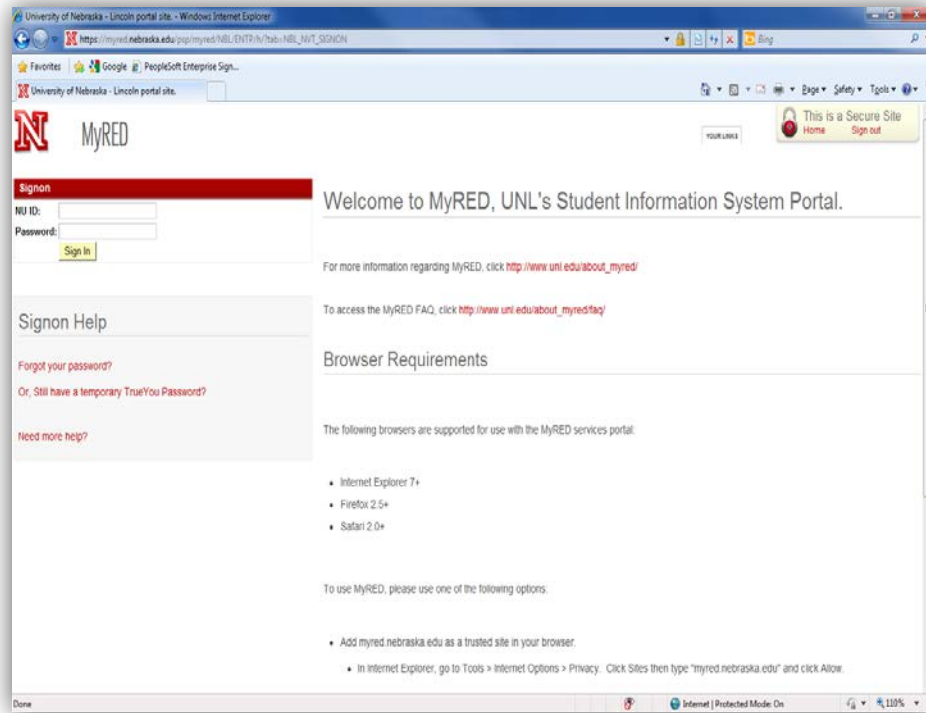 University of Nebraska - Lincoln portal site. - Windows Internet Explorer
https://myred.nebraska.edu/psp/myred/NBL/ENTP/h/?tab=NBL_NVT_SIGNON
Bing
Favorites Google PeopleSoft Enterprise Sign...
University of Nebraska - Lincoln portal site.
Page Safety Tools
N MyRED
YOUR LINKS
This is a Secure Site
Home Sign out
Signon
NU ID:
Password:
Sign In
Signon Help
Forgot your password?
Or, Still have a temporary TrueYou Password?
Need more help?
Welcome to MyRED, UNL's Student Information System Portal.
For more information regarding MyRED, click http://www.unl.edu/about_myred/
To access the MyRED FAQ, click http://www.unl.edu/about_myred/faq/
Browser Requirements
The following browsers are supported for use with the MyRED services portal:
• Internet Explorer 7+
• Firefox 2.5+
• Safari 2.0+
To use MyRED, please use one of the following options:
• Add myred.nebraska.edu as a trusted site in your browser.
• In Internet Explorer, go to Tools > Internet Options > Privacy. Click Sites then type "myred.nebraska.edu" and click Allow.
Done
Internet | Protected Mode: On
110%